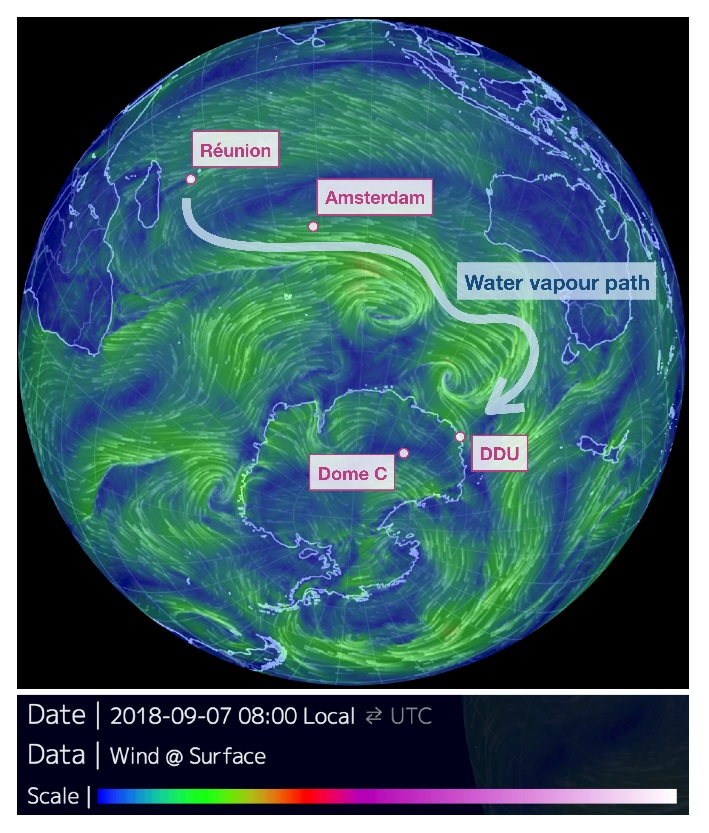 Réunion
Amsterdam
Water vapour path
DDU
Dome C
Date | 2018-09-07 08:00 Local ⇄ UTC
Data | Wind @ Surface
Scale |